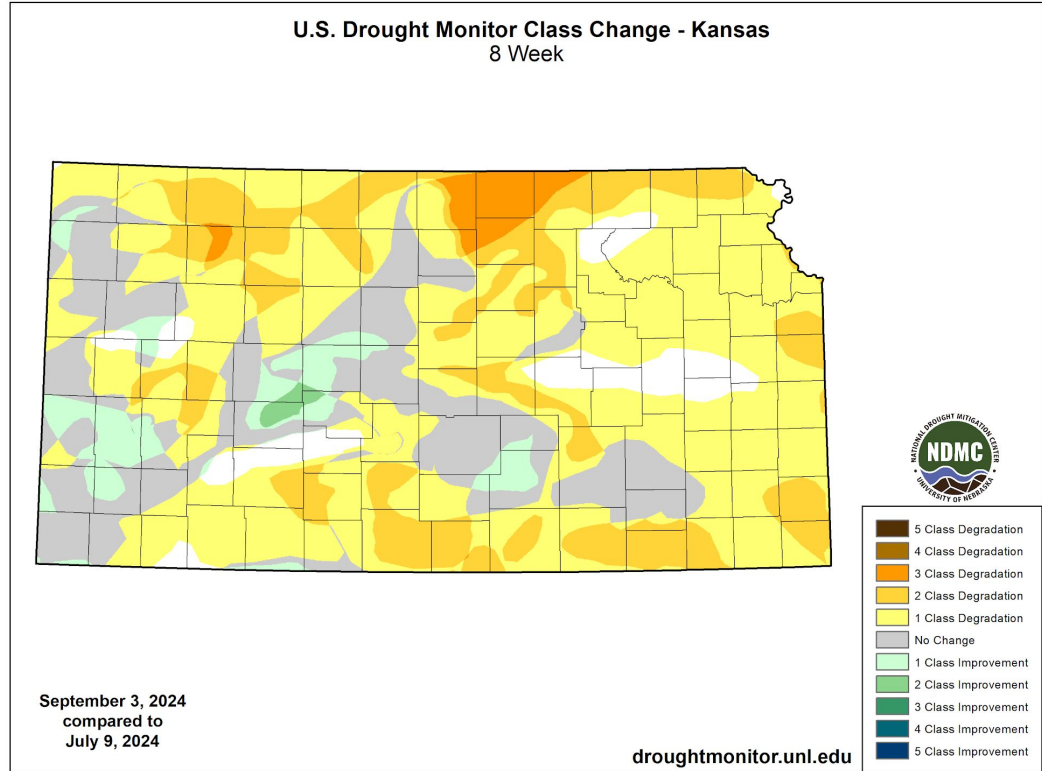 U.S. Drought Monitor Class Change - Kansas
8 Week
NATIONAL DROUGHT MITIGATION CENTER
NDMC
UNIVERSITY OF NEBRASKA
5 Class Degradation
4 Class Degradation
3 Class Degradation
2 Class Degradation
1 Class Degradation
No Change
1 Class Improvement
2 Class Improvement
3 Class Improvement
4 Class Improvement
5 Class Improvement
September 3, 2024
compared to
July 9, 2024
droughtmonitor.unl.edu